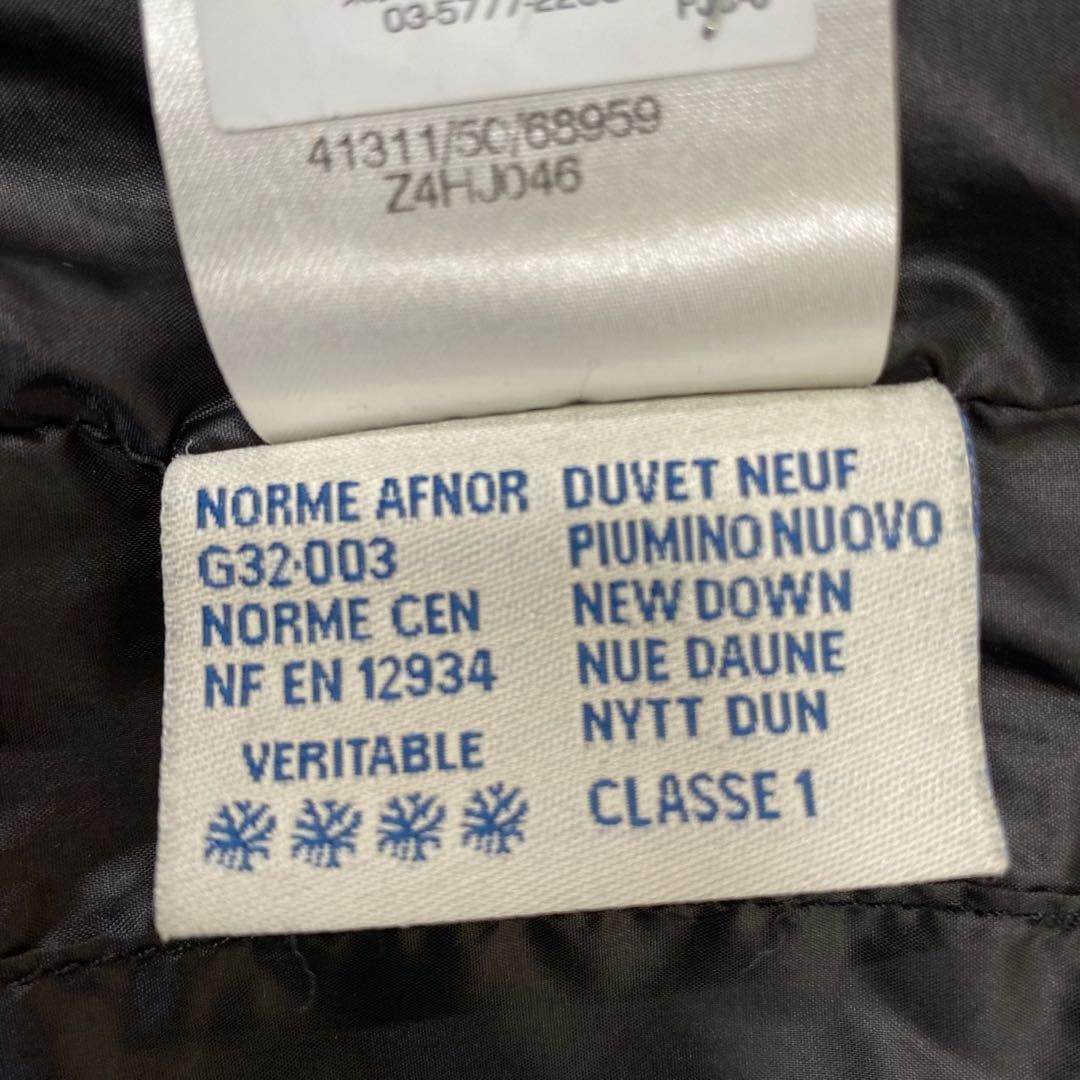 41311/50/68959
Z4HJ046
NORME AFNOR
G32·003
NORME CEN
NF EN 12934
VERITABLE
DUVET NEUF
PIUMINO NUOVO
NEW DOWN
NUE DAUNE
NYTT DUN
CLASSE 1